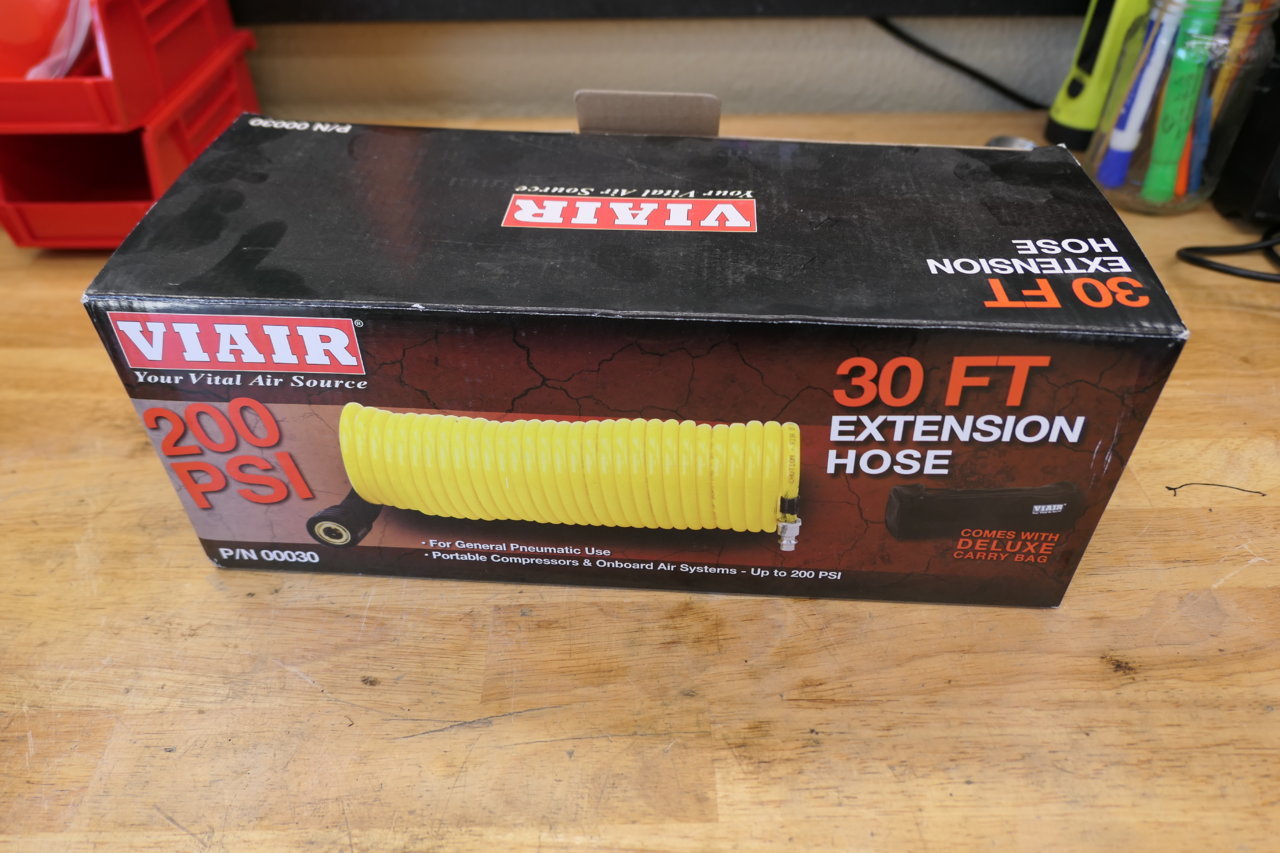 P/N 00030
VIAIR
Your Vital Air Source
30 FT
EXTENSION
HOSE
VIAIR®
Your Vital Air Source
200
PSI
P/N 00030
30 FT
EXTENSION
HOSE
• For General Pneumatic Use
• Portable Compressors & Onboard Air Systems - Up to 200 PSI
VIAIR
COMES WITH
DELUXE
CARRY BAG